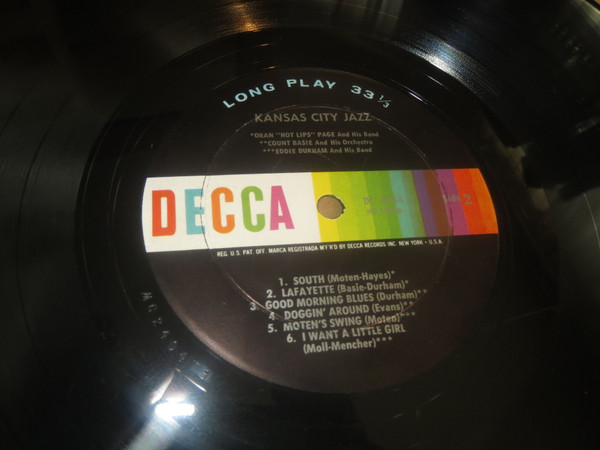 LONG PLAY 33⅓
KANSAS CITY JAZZ
*ORAN "HOT LIPS" PAGE And His Band
**COUNT BASIE And His Orchestra
***EDDIE DURHAM And His Band
DECCA
SIDE 2
REG. U.S. PAT. OFF. MARCA REGISTRADA M'F'R'D BY DECCA RECORDS INC. NEW YORK • U.S.A.
1. SOUTH (Moten-Hayes)*
2. LAFAYETTE (Basie-Durham)*
3. GOOD MORNING BLUES (Durham)**
4. DOGGIN' AROUND (Evans)**
5. MOTEN'S SWING (Moten)***
6. I WANT A LITTLE GIRL
(Moll-Mencher)***